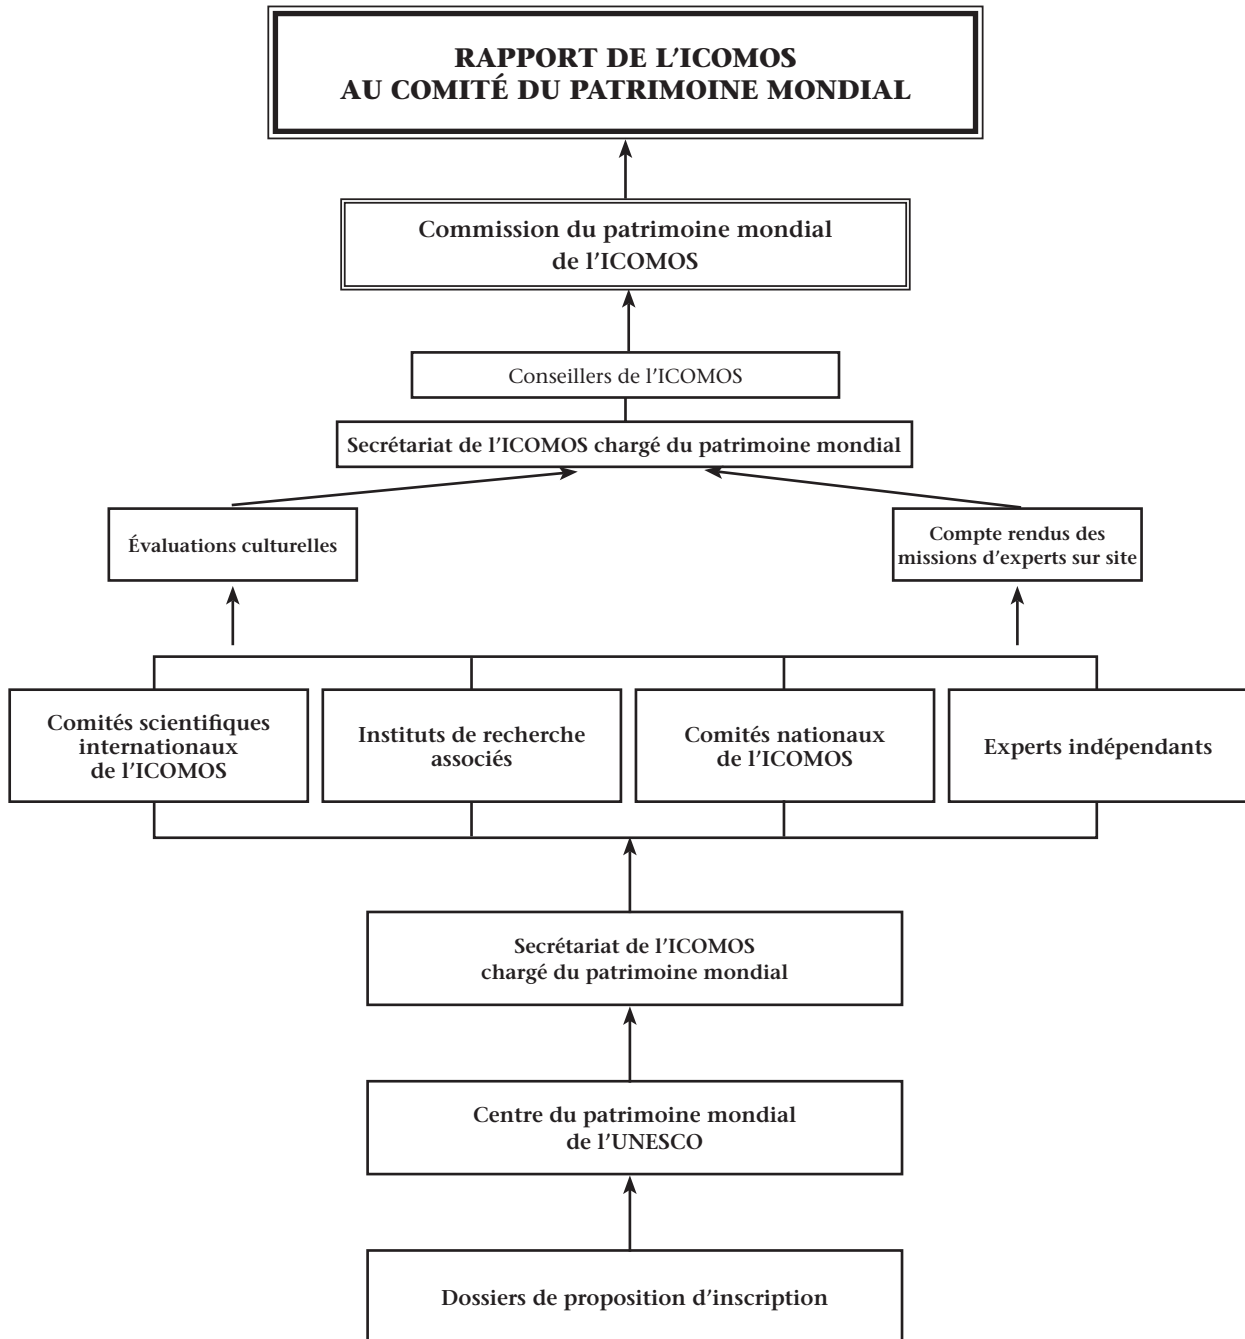 RAPPORT DE L'ICOMOS
AU COMITÉ DU PATRIMOINE MONDIAL
Commission du patrimoine mondial
de l'ICOMOS
Conseillers de l'ICOMOS
Secrétariat de l'ICOMOS chargé du patrimoine mondial
Évaluations culturelles
Compte rendus des
missions d'experts sur site
Comités scientifiques
internationaux
de l'ICOMOS
Instituts de recherche
associés
Comités nationaux
de l'ICOMOS
Experts indépendants
Secrétariat de l'ICOMOS
chargé du patrimoine mondial
Centre du patrimoine mondial
de l'UNESCO
Dossiers de proposition d'inscription